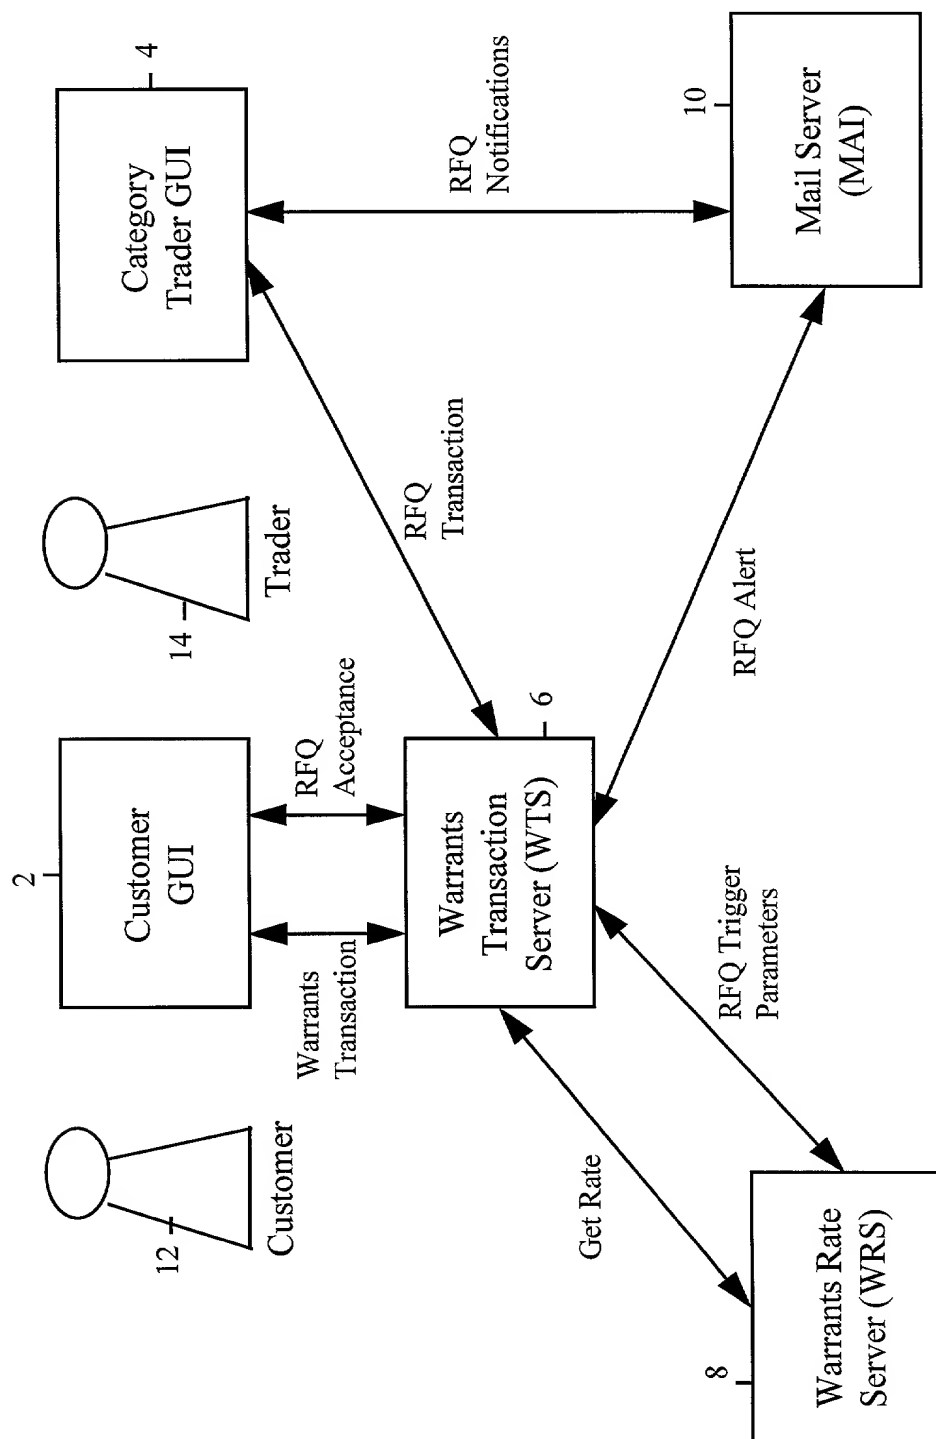 12
Customer
2
Customer
GUI
14
Trader
4
Category
Trader GUI
Warrants
Transaction
RFQ
Acceptance
RFQ
Transaction
RFQ
Notifications
Get Rate
6
Warrants
Transaction
Server (WTS)
RFQ Trigger
Parameters
RFQ Alert
8
Warrants Rate
Server (WRS)
10
Mail Server
(MAI)